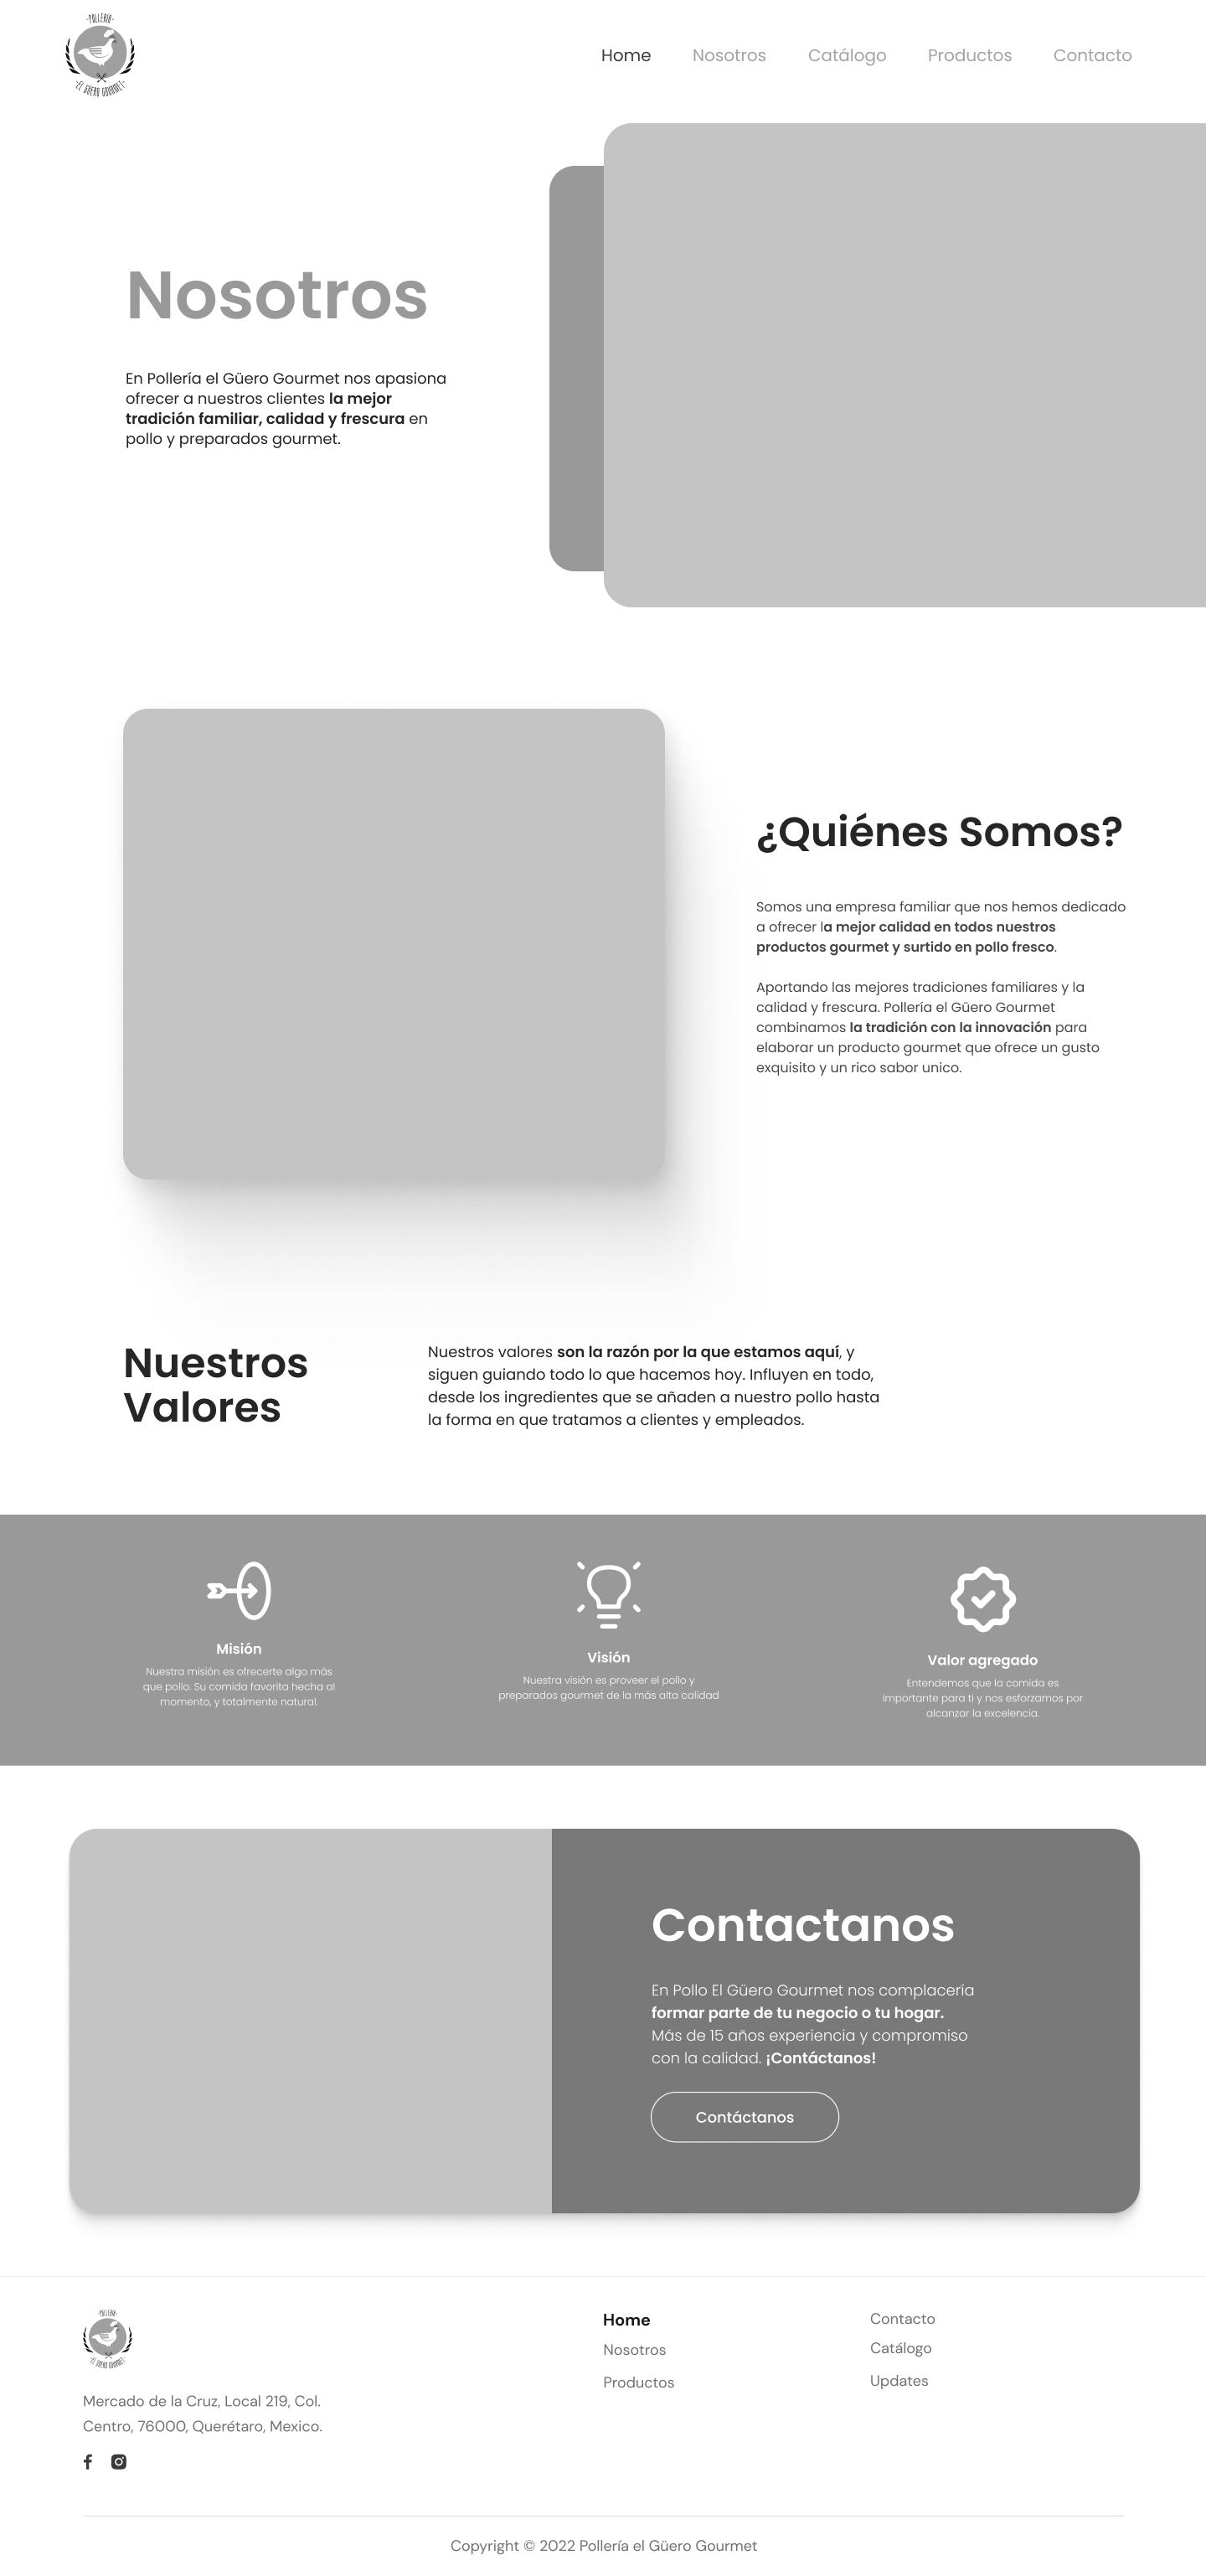 -POLLERIA-
-EL GÜERO GOURMET-
Home Nosotros Catálogo Productos Contacto
Nosotros
En Pollería el Güero Gourmet nos apasiona
ofrecer a nuestros clientes la mejor
tradición familiar, calidad y frescura en
pollo y preparados gourmet.
¿Quiénes Somos?
Somos una empresa familiar que nos hemos dedicado
a ofrecer la mejor calidad en todos nuestros
productos gourmet y surtido en pollo fresco.
Aportando las mejores tradiciones familiares y la
calidad y frescura. Pollería el Güero Gourmet
combinamos la tradición con la innovación para
elaborar un producto gourmet que ofrece un gusto
exquisito y un rico sabor unico.
Nuestros
Valores
Nuestros valores son la razón por la que estamos aquí, y
siguen guiando todo lo que hacemos hoy. Influyen en todo,
desde los ingredientes que se añaden a nuestro pollo hasta
la forma en que tratamos a clientes y empleados.
Misión
Nuestra misión es ofrecerte algo más
que pollo. Su comida favorita hecha al
momento, y totalmente natural.
Visión
Nuestra visión es proveer el pollo y
preparados gourmet de la más alta calidad
Valor agregado
Entendemos que la comida es
importante para ti y nos esforzamos por
alcanzar la excelencia.
Contactanos
En Pollo El Güero Gourmet nos complacería
formar parte de tu negocio o tu hogar.
Más de 15 años experiencia y compromiso
con la calidad. ¡Contáctanos!
Contáctanos
-POLLERIA-
-EL GÜERO GOURMET-
Mercado de la Cruz, Local 219, Col.
Centro, 76000, Querétaro, Mexico.
Home
Nosotros
Productos
Contacto
Catálogo
Updates
Copyright © 2022 Pollería el Güero Gourmet